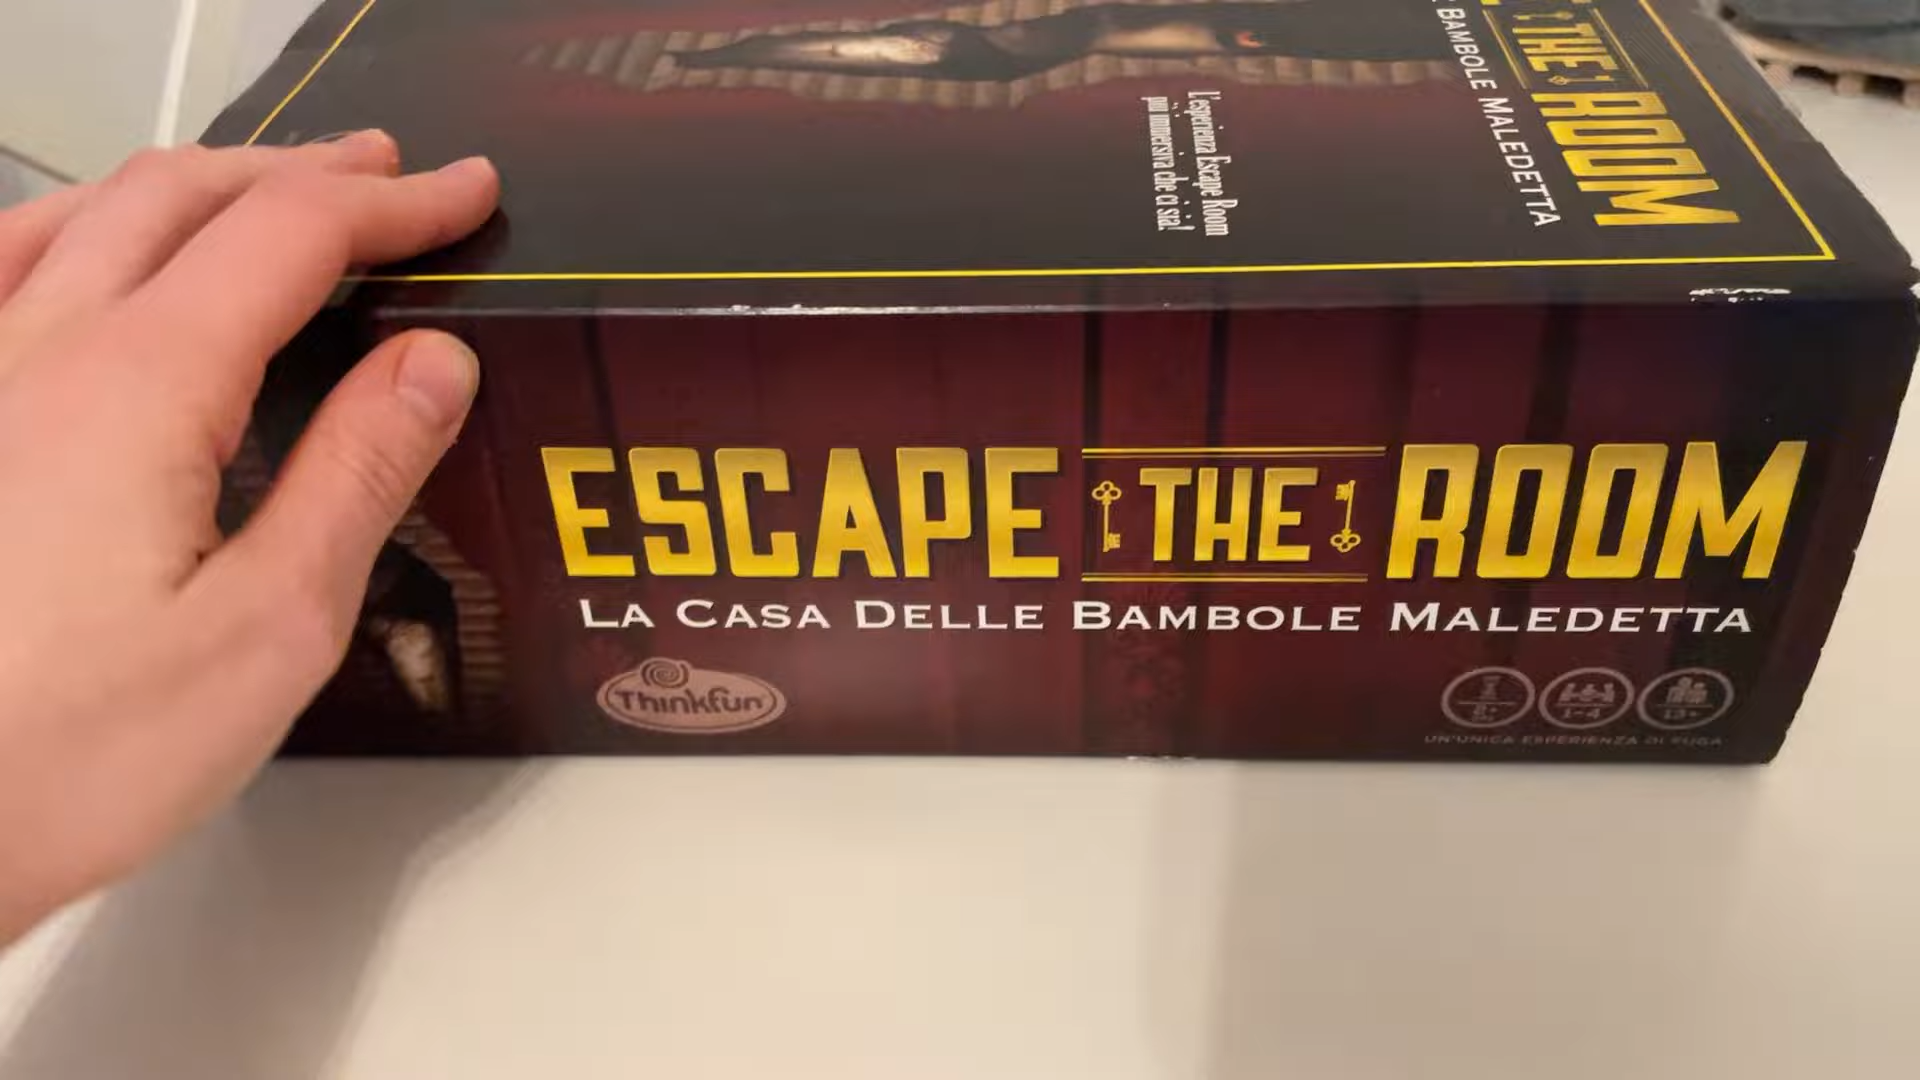 THE ROOM
BAMBOLE MALEDETTA
L'esperienza Escape Room
più immersiva che ci sia!
ESCAPE THE ROOM
LA CASA DELLE BAMBOLE MALEDETTA
Thinkfun
1-4
13+
UN'UNICA ESPERIENZA DI FUGA